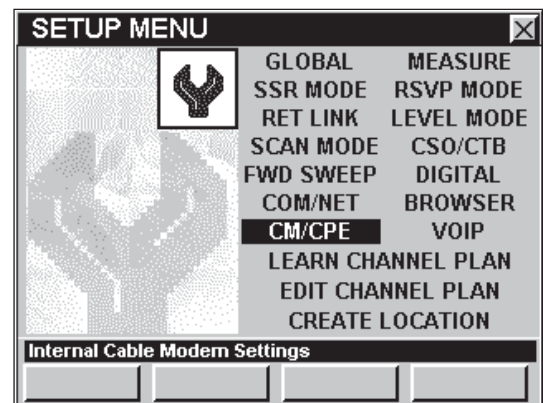 SETUP MENU
GLOBAL MEASURE
SSR MODE RSVP MODE
RET LINK LEVEL MODE
SCAN MODE CSO/CTB
FWD SWEEP DIGITAL
COM/NET BROWSER
CM/CPE VOIP
LEARN CHANNEL PLAN
EDIT CHANNEL PLAN
CREATE LOCATION
Internal Cable Modem Settings